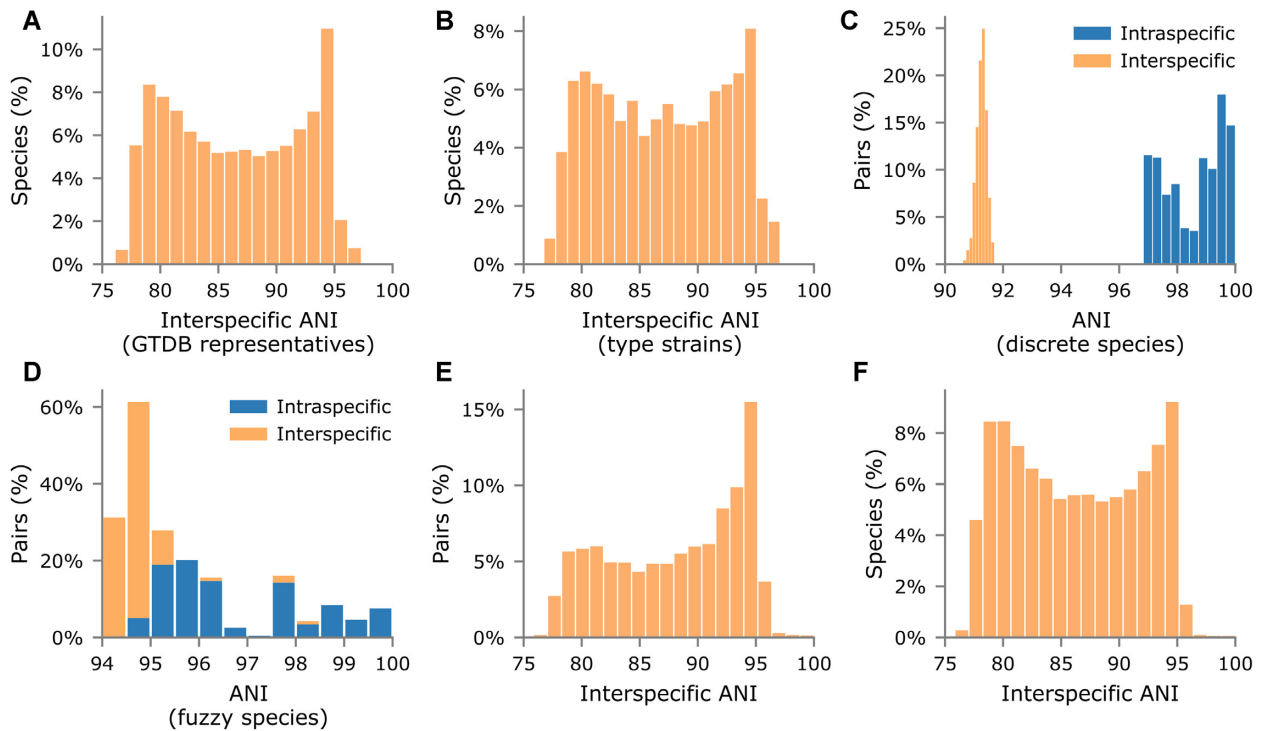 A
10%
8%
6%
4%
2%
0%
Species (%)
75 80 85 90 95 100
Interspecific ANI
(GTDB representatives)
B
8%
6%
4%
2%
0%
Species (%)
75 80 85 90 95 100
Interspecific ANI
(type strains)
C
25%
20%
15%
10%
5%
0%
Pairs (%)
Intraspecific
Interspecific
90 92 94 96 98 100
ANI
(discrete species)
D
60%
40%
20%
0%
Pairs (%)
Intraspecific
Interspecific
94 95 96 97 98 99 100
ANI
(fuzzy species)
E
15%
10%
5%
0%
Pairs (%)
75 80 85 90 95 100
Interspecific ANI
F
8%
6%
4%
2%
0%
Species (%)
75 80 85 90 95 100
Interspecific ANI